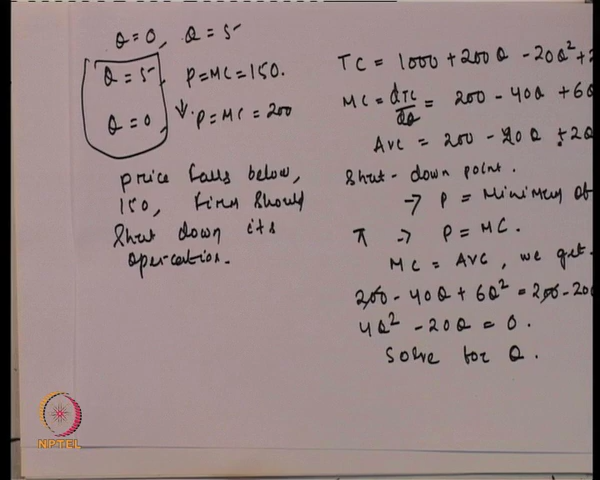 Q=0, Q=5
Q=5, P=MC=150.
Q=0, ↓ P=MC=200
price falls below,
150, Firm should
Shut down its
operation.
TC = 1000 + 200Q - 20Q² + 2
MC = dTC/dQ = 200 - 40Q + 6Q
AVC = 200 - 20Q + 2Q
Shut-down point.
→ P = Minimum of
π → P = MC.
MC = AVC, we get.
200 - 40Q + 6Q² = 200 - 20Q
4Q² - 20Q = 0.
Solve for Q.
NPTEL